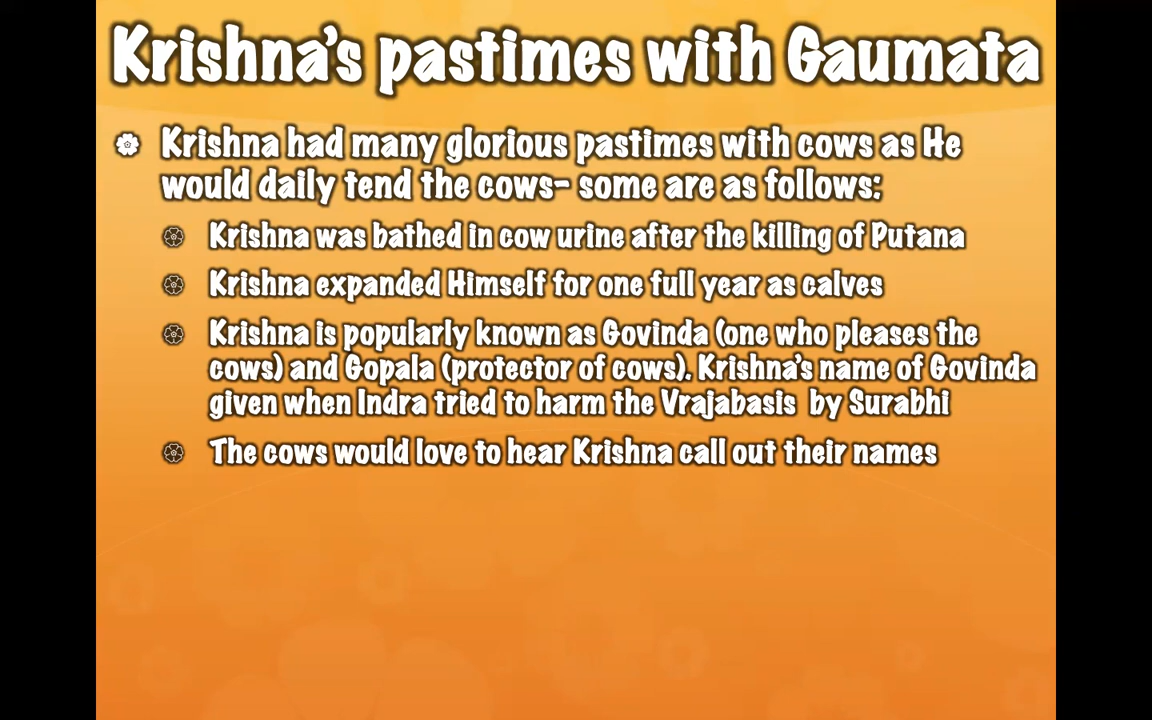 Krishna's pastimes with Gaumata
Krishna had many glorious pastimes with cows as He
would daily tend the cows- some are as follows:
Krishna was bathed in cow urine after the killing of Putana
Krishna expanded Himself for one full year as calves
Krishna is popularly known as Govinda (one who pleases the
cows) and Gopala (protector of cows). Krishna's name of Govinda
given when Indra tried to harm the Vrajabasis by Surabhi
The cows would love to hear Krishna call out their names